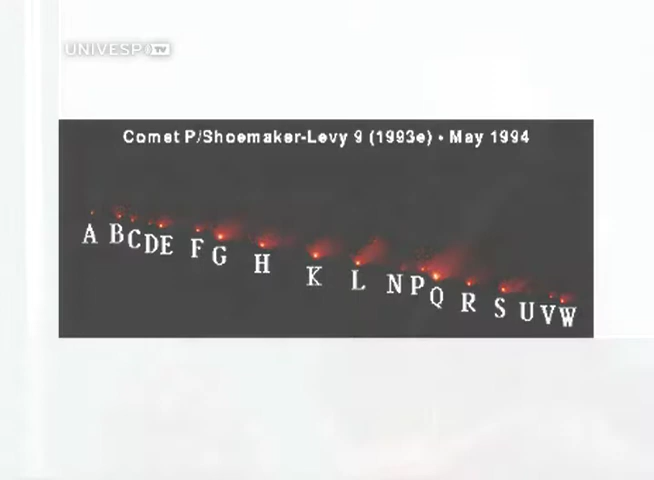 UNIVESP TV
Comet P/Shoemaker-Levy 9 (1993e) • May 1994
A B C D E F G H K L N P Q R S U V W